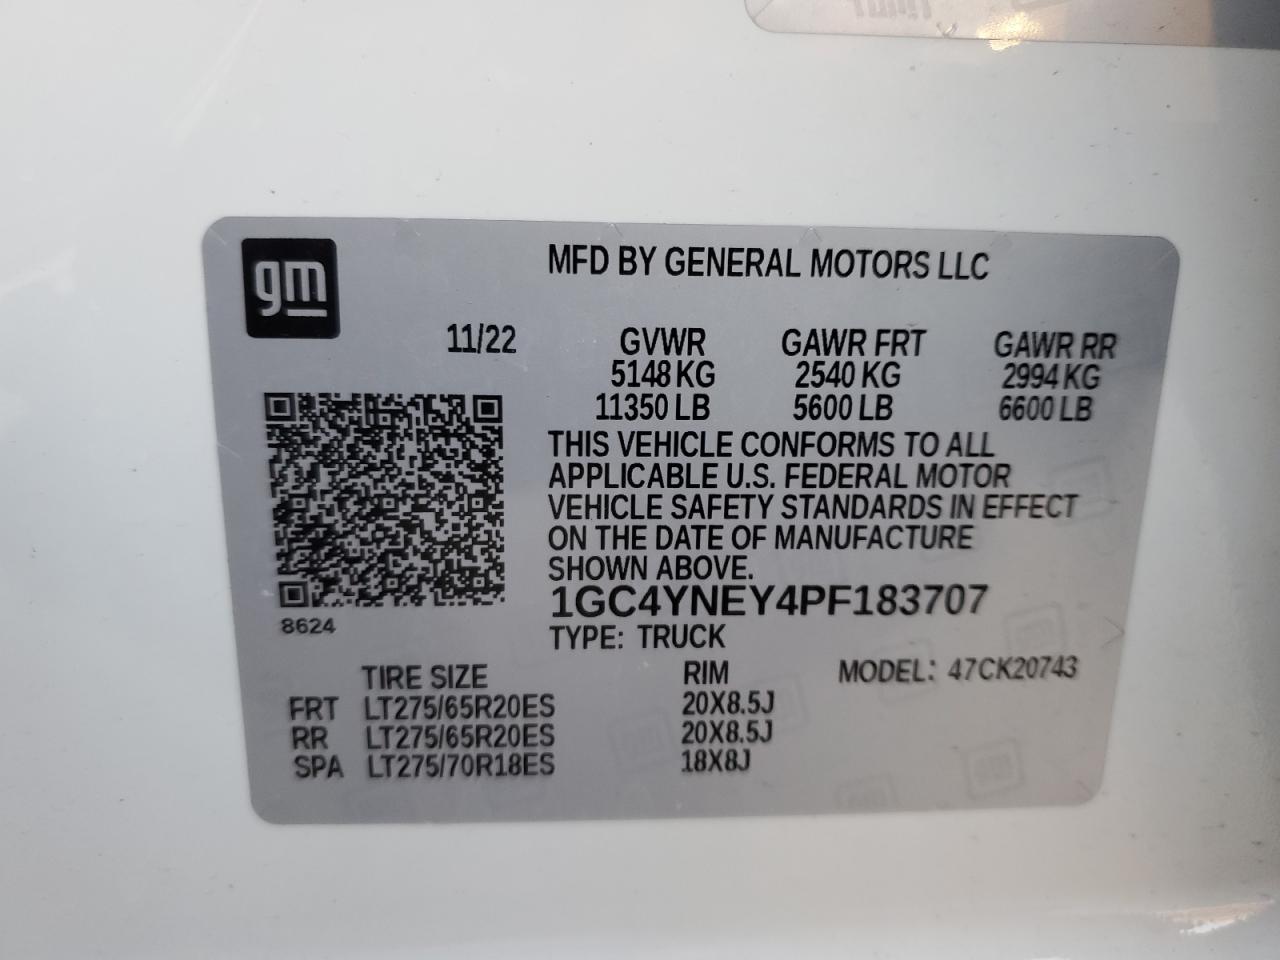 gm
MFD BY GENERAL MOTORS LLC
11/22 GVWR GAWR FRT GAWR RR
5148 KG 2540 KG 2994 KG
11350 LB 5600 LB 6600 LB
THIS VEHICLE CONFORMS TO ALL
APPLICABLE U.S. FEDERAL MOTOR
VEHICLE SAFETY STANDARDS IN EFFECT
ON THE DATE OF MANUFACTURE
SHOWN ABOVE.
1GC4YNEY4PF183707
8624
TYPE: TRUCK
TIRE SIZE RIM MODEL: 47CK20743
FRT LT275/65R20ES 20X8.5J
RR LT275/65R20ES 20X8.5J
SPA LT275/70R18ES 18X8J